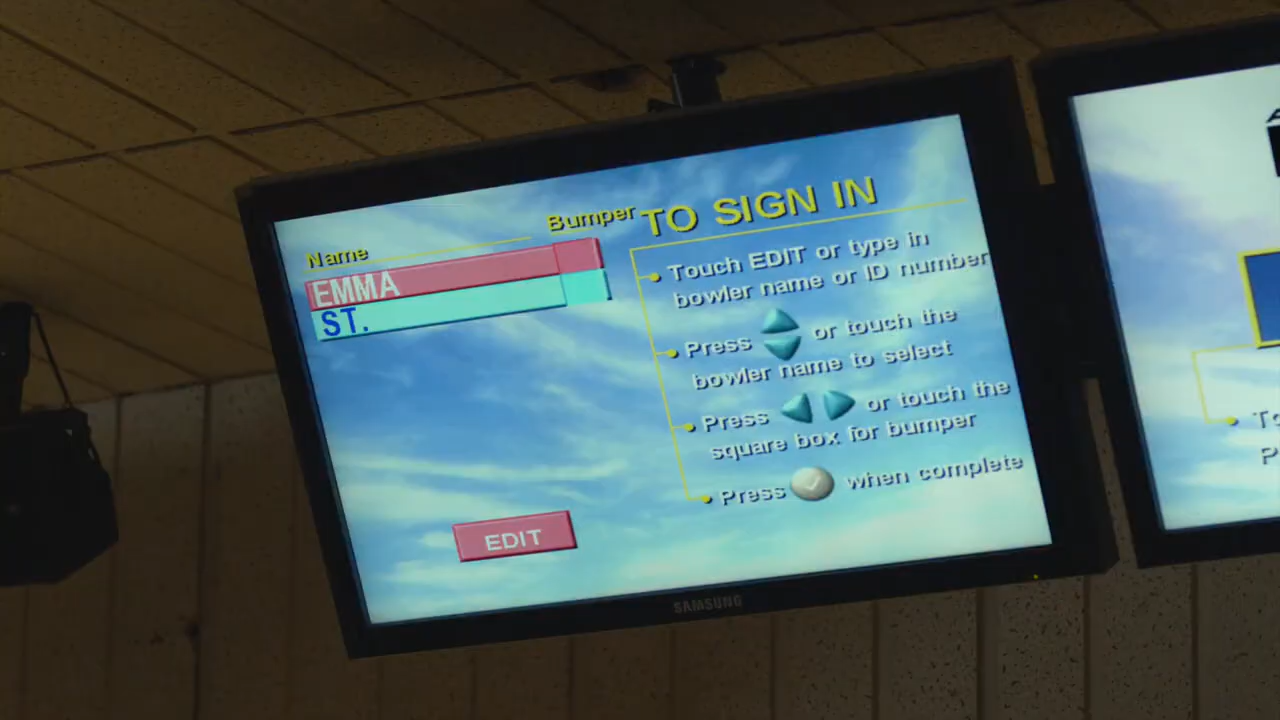 Name Bumper
EMMA
ST.
EDIT
TO SIGN IN
Touch EDIT or type in
bowler name or ID number
Press or touch the
bowler name to select
Press or touch the
square box for bumper
Press when complete
SAMSUNG